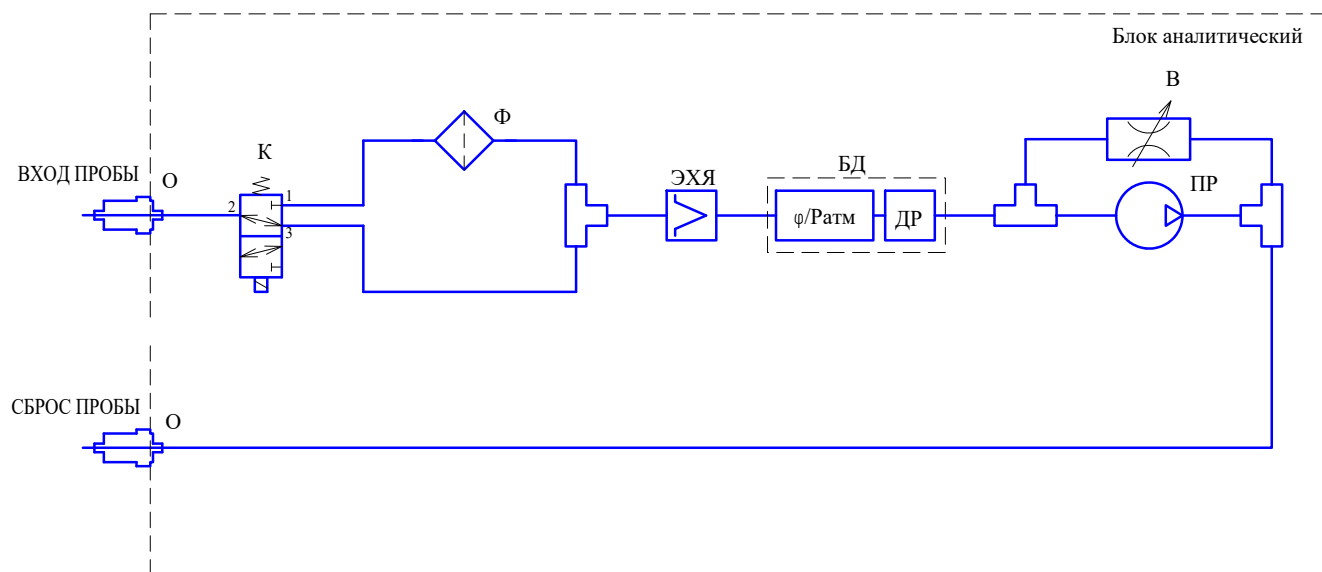 Блок аналитический
В
Ф
К
ВХОД ПРОБЫ
О
ЭХЯ
БД
ПР
1
2
3
φ/Ратм
ДР
СБРОС ПРОБЫ
О